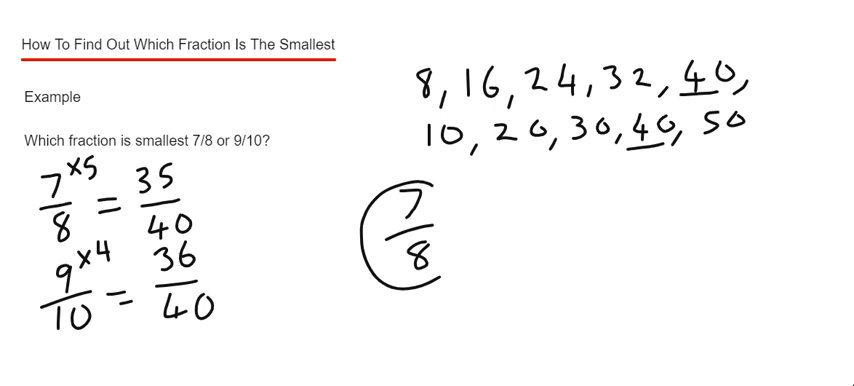 How To Find Out Which Fraction Is The Smallest
8, 16, 24, 32, 40,
10, 20, 30, 40, 50
Example
Which fraction is smallest 7/8 or 9/10?
7 ×5 35
— = —
8 40
9 ×4 36
— = —
10 40
7
—
8